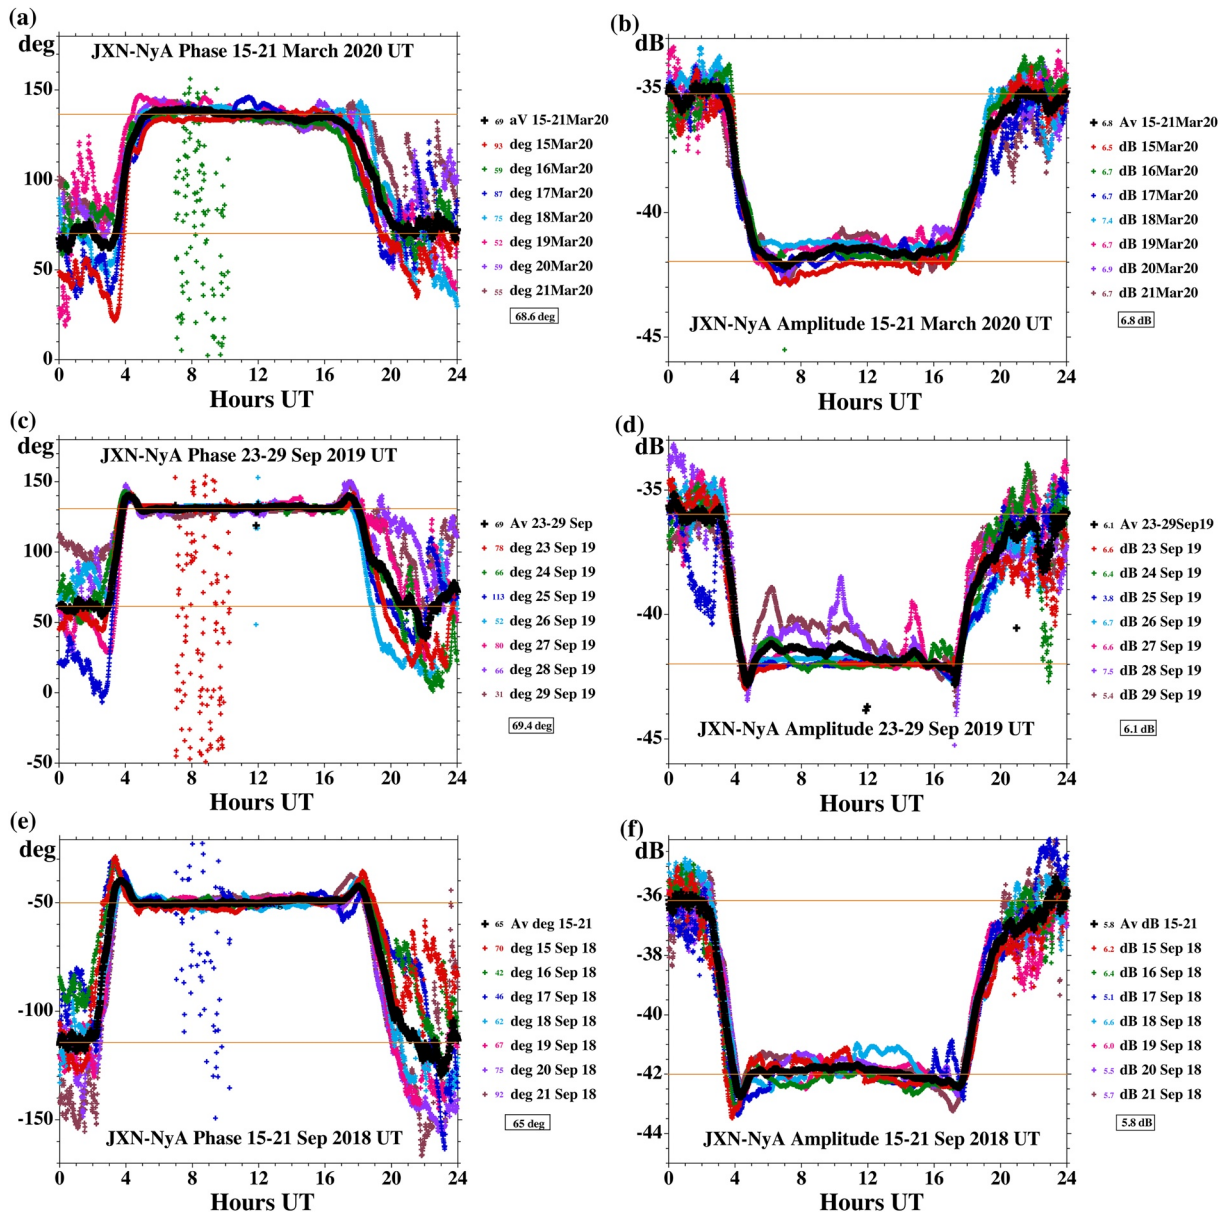 (a)
deg
JXN-NyA Phase 15-21 March 2020 UT
150
100
50
0
0 4 8 12 16 20 24
Hours UT
69 aV 15-21Mar20
93 deg 15Mar20
59 deg 16Mar20
87 deg 17Mar20
75 deg 18Mar20
52 deg 19Mar20
59 deg 20Mar20
55 deg 21Mar20
68.6 deg
(b)
dB
-35
-40
-45
JXN-NyA Amplitude 15-21 March 2020 UT
0 4 8 12 16 20 24
Hours UT
6.8 Av 15-21Mar20
6.5 dB 15Mar20
6.7 dB 16Mar20
6.7 dB 17Mar20
7.4 dB 18Mar20
6.7 dB 19Mar20
6.9 dB 20Mar20
6.7 dB 21Mar20
6.8 dB
(c)
deg
JXN-NyA Phase 23-29 Sep 2019 UT
150
100
50
0
-50
0 4 8 12 16 20 24
Hours UT
69 Av 23-29 Sep
78 deg 23 Sep 19
66 deg 24 Sep 19
113 deg 25 Sep 19
52 deg 26 Sep 19
80 deg 27 Sep 19
66 deg 28 Sep 19
31 deg 29 Sep 19
69.4 deg
(d)
dB
-35
-40
-45
JXN-NyA Amplitude 23-29 Sep 2019 UT
0 4 8 12 16 20 24
Hours UT
6.1 Av 23-29Sep19
6.6 dB 23 Sep 19
6.4 dB 24 Sep 19
3.8 dB 25 Sep 19
6.7 dB 26 Sep 19
6.6 dB 27 Sep 19
7.5 dB 28 Sep 19
5.4 dB 29 Sep 19
6.1 dB
(e)
deg
-50
-100
-150
JXN-NyA Phase 15-21 Sep 2018 UT
0 4 8 12 16 20 24
Hours UT
65 Av deg 15-21
70 deg 15 Sep 18
42 deg 16 Sep 18
46 deg 17 Sep 18
62 deg 18 Sep 18
67 deg 19 Sep 18
75 deg 20 Sep 18
92 deg 21 Sep 18
65 deg
(f)
dB
-36
-38
-40
-42
-44
JXN-NyA Amplitude 15-21 Sep 2018 UT
0 4 8 12 16 20 24
Hours UT
5.8 Av dB 15-21
6.2 dB 15 Sep 18
6.4 dB 16 Sep 18
5.1 dB 17 Sep 18
6.6 dB 18 Sep 18
6.0 dB 19 Sep 18
5.5 dB 20 Sep 18
5.7 dB 21 Sep 18
5.8 dB